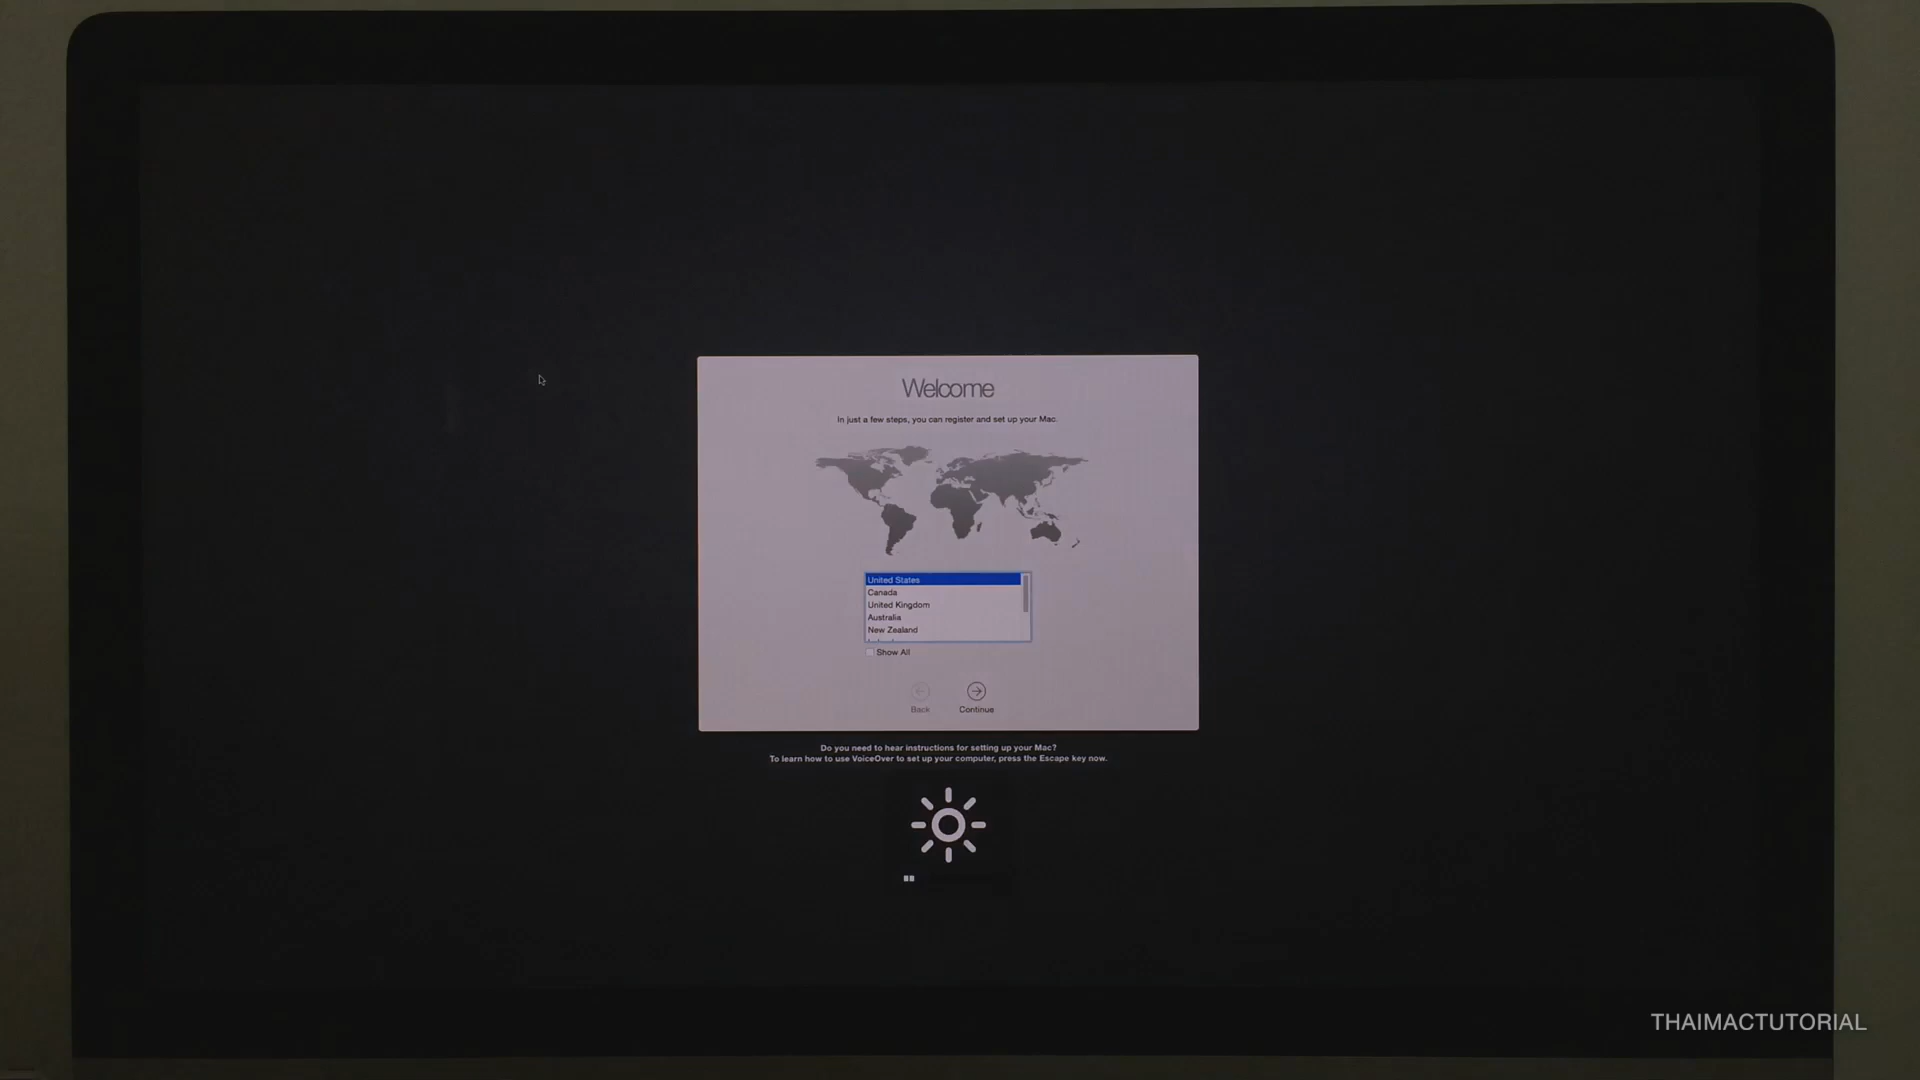 Welcome
In just a few steps, you can register and set up your Mac.
United States
Canada
United Kingdom
Australia
New Zealand
Show All
Back
Continue
Do you need to hear instructions for setting up your Mac?
To learn how to use VoiceOver to set up your computer, press the Escape key now.
THAIMACTUTORIAL